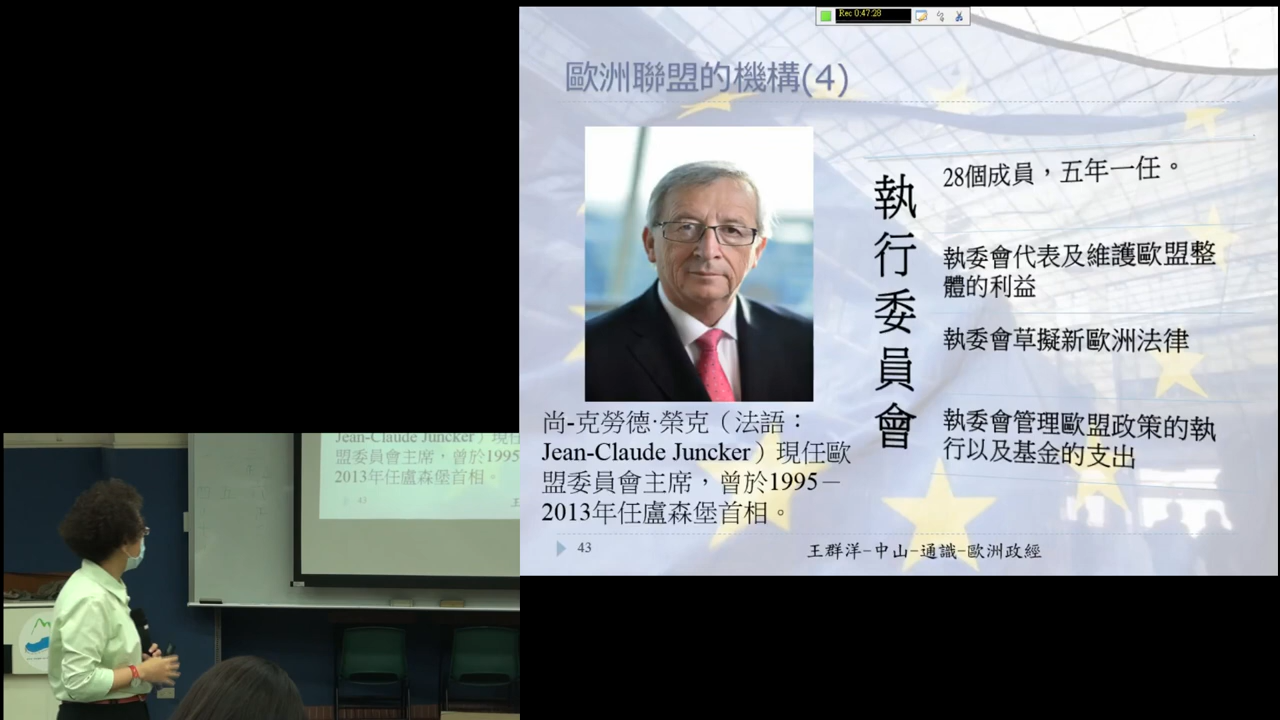 Rec 0:47:28
歐洲聯盟的機構(4)
執行委員會
28個成員，五年一任。
執委會代表及維護歐盟整
體的利益
執委會草擬新歐洲法律
執委會管理歐盟政策的執
行以及基金的支出
尚-克勞德·榮克（法語：
Jean-Claude Juncker）現任歐
盟委員會主席，曾於1995－
2013年任盧森堡首相。
43
王群洋-中山-通識-歐洲政經
Jean-Claude Juncker）現任
盟委員會主席，曾於1995
2013年任盧森堡首相。
43